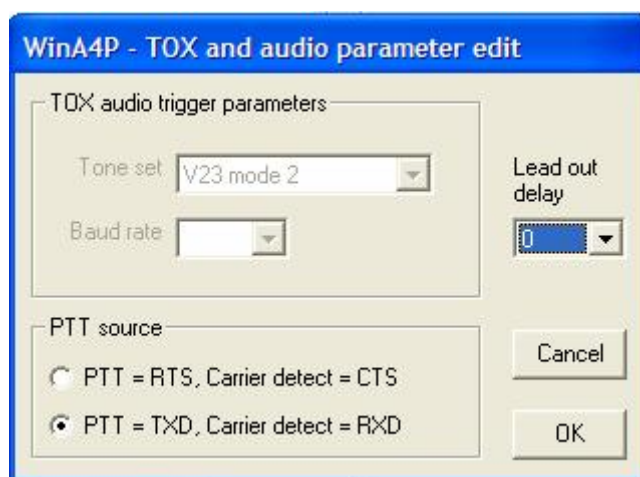 WinA4P - TOX and audio parameter edit
TOX audio trigger parameters
Tone set V23 mode 2
Baud rate
Lead out
delay
0
PTT source
PTT = RTS, Carrier detect = CTS
PTT = TXD, Carrier detect = RXD
Cancel
OK